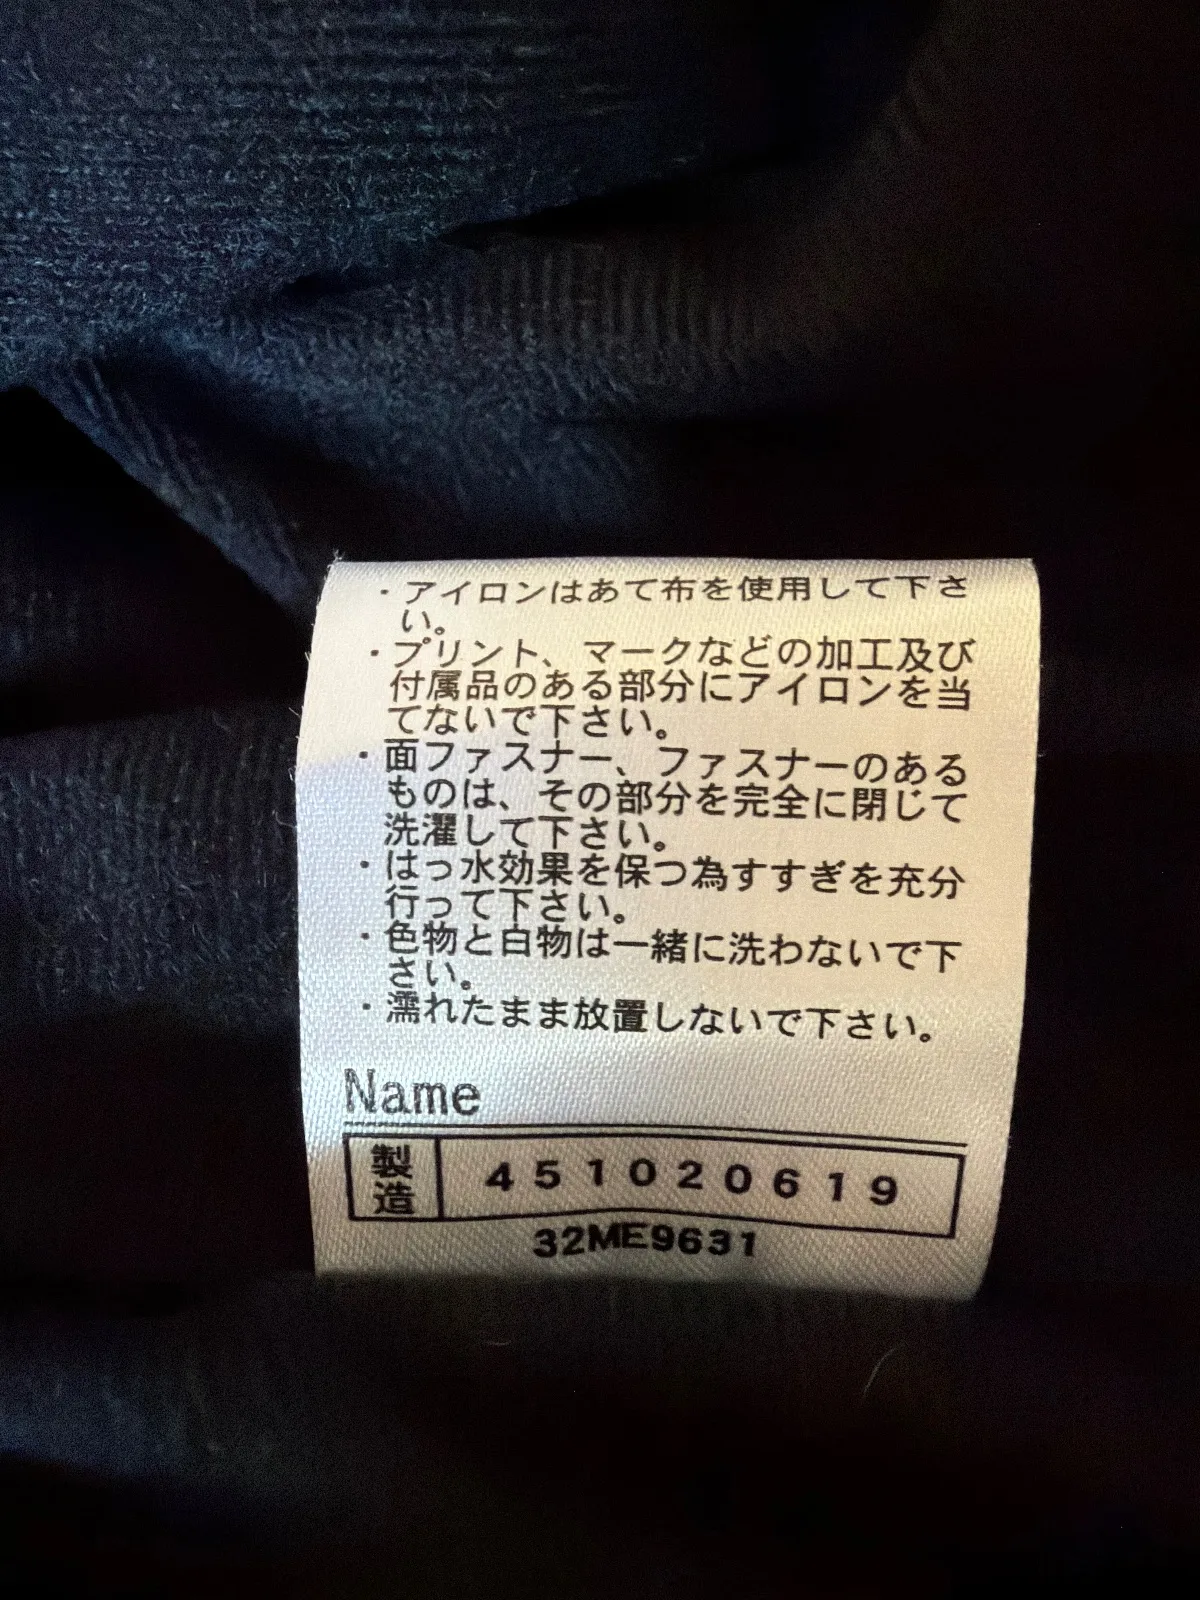 ・アイロンはあて布を使用して下さ
い。
・プリント、マークなどの加工及び
付属品のある部分にアイロンを当
てないで下さい。
・面ファスナー、ファスナーのある
ものは、その部分を完全に閉じて
洗濯して下さい。
・はっ水効果を保つ為すすぎを充分
行って下さい。
・色物と白物は一緒に洗わないで下
さい。
・濡れたまま放置しないで下さい。
Name
製造 451020619
32ME9631